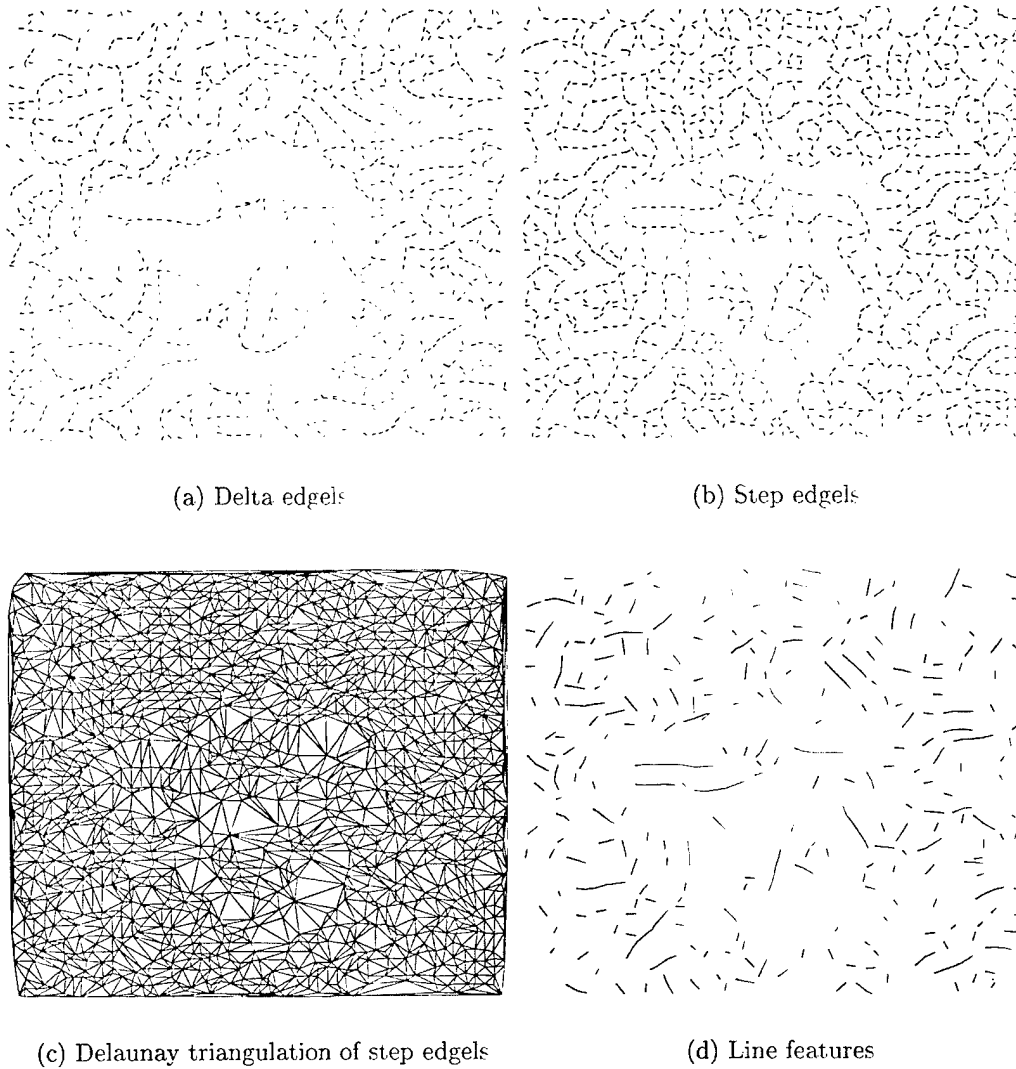 (a) Delta edgels
(b) Step edgels
(c) Delaunay triangulation of step edgels
(d) Line features